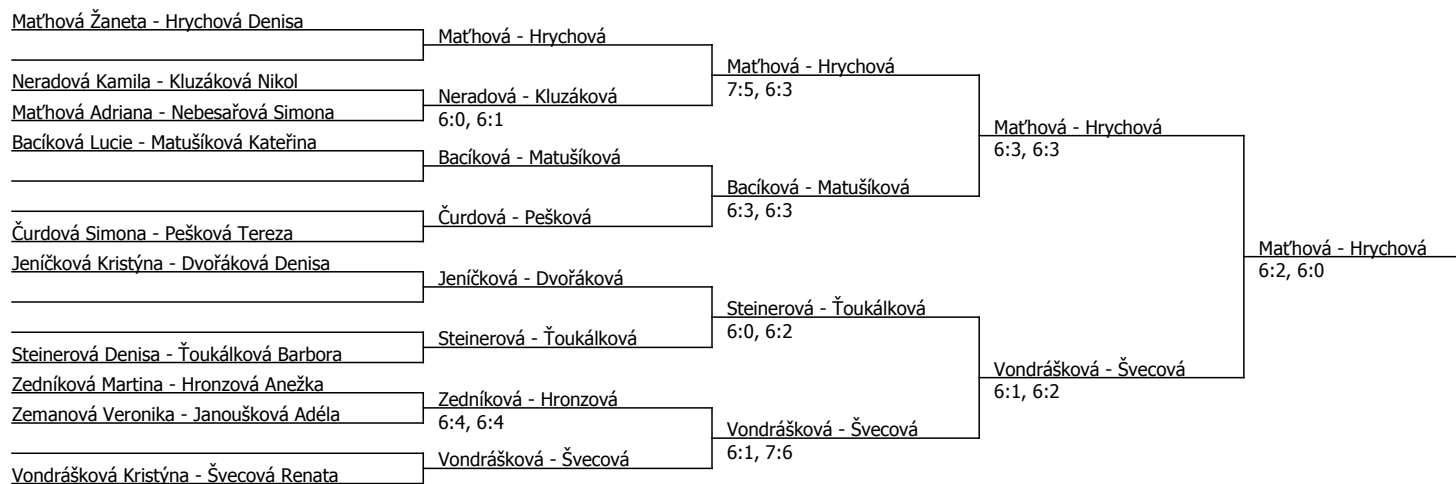 Maťhová Žaneta - Hrychová Denisa
Neradová Kamila - Kluzáková Nikol
Maťhová Adriana - Nebesařová Simona
Bacíková Lucie - Matušíková Kateřina
Čurdová Simona - Pešková Tereza
Jeníčková Kristýna - Dvořáková Denisa
Steinerová Denisa - Ťoukálková Barbora
Zedníková Martina - Hronzová Anežka
Zemanová Veronika - Janoušková Adéla
Vondrášková Kristýna - Švecová Renata
Maťhová - Hrychová
Neradová - Kluzáková
6:0, 6:1
Bacíková - Matušíková
Čurdová - Pešková
Jeníčková - Dvořáková
Steinerová - Ťoukálková
Zedníková - Hronzová
6:4, 6:4
Vondrášková - Švecová
Maťhová - Hrychová
7:5, 6:3
Bacíková - Matušíková
6:3, 6:3
Steinerová - Ťoukálková
6:0, 6:2
Vondrášková - Švecová
6:1, 7:6
Maťhová - Hrychová
6:3, 6:3
Vondrášková - Švecová
6:1, 6:2
Maťhová - Hrychová
6:2, 6:0